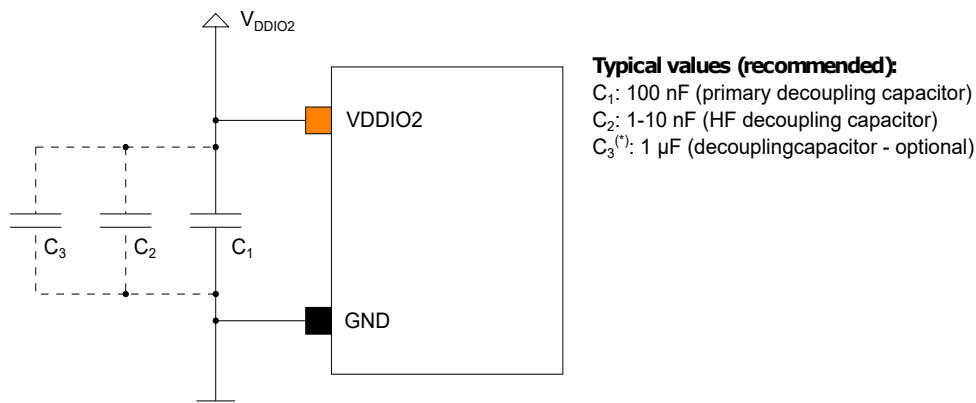 V_DDIO2
Typical values (recommended):
C₁: 100 nF (primary decoupling capacitor)
VDDIO2
C₂: 1-10 nF (HF decoupling capacitor)
C₃⁽*⁾: 1 µF (decouplingcapacitor - optional)
C₃
C₂
C₁
GND